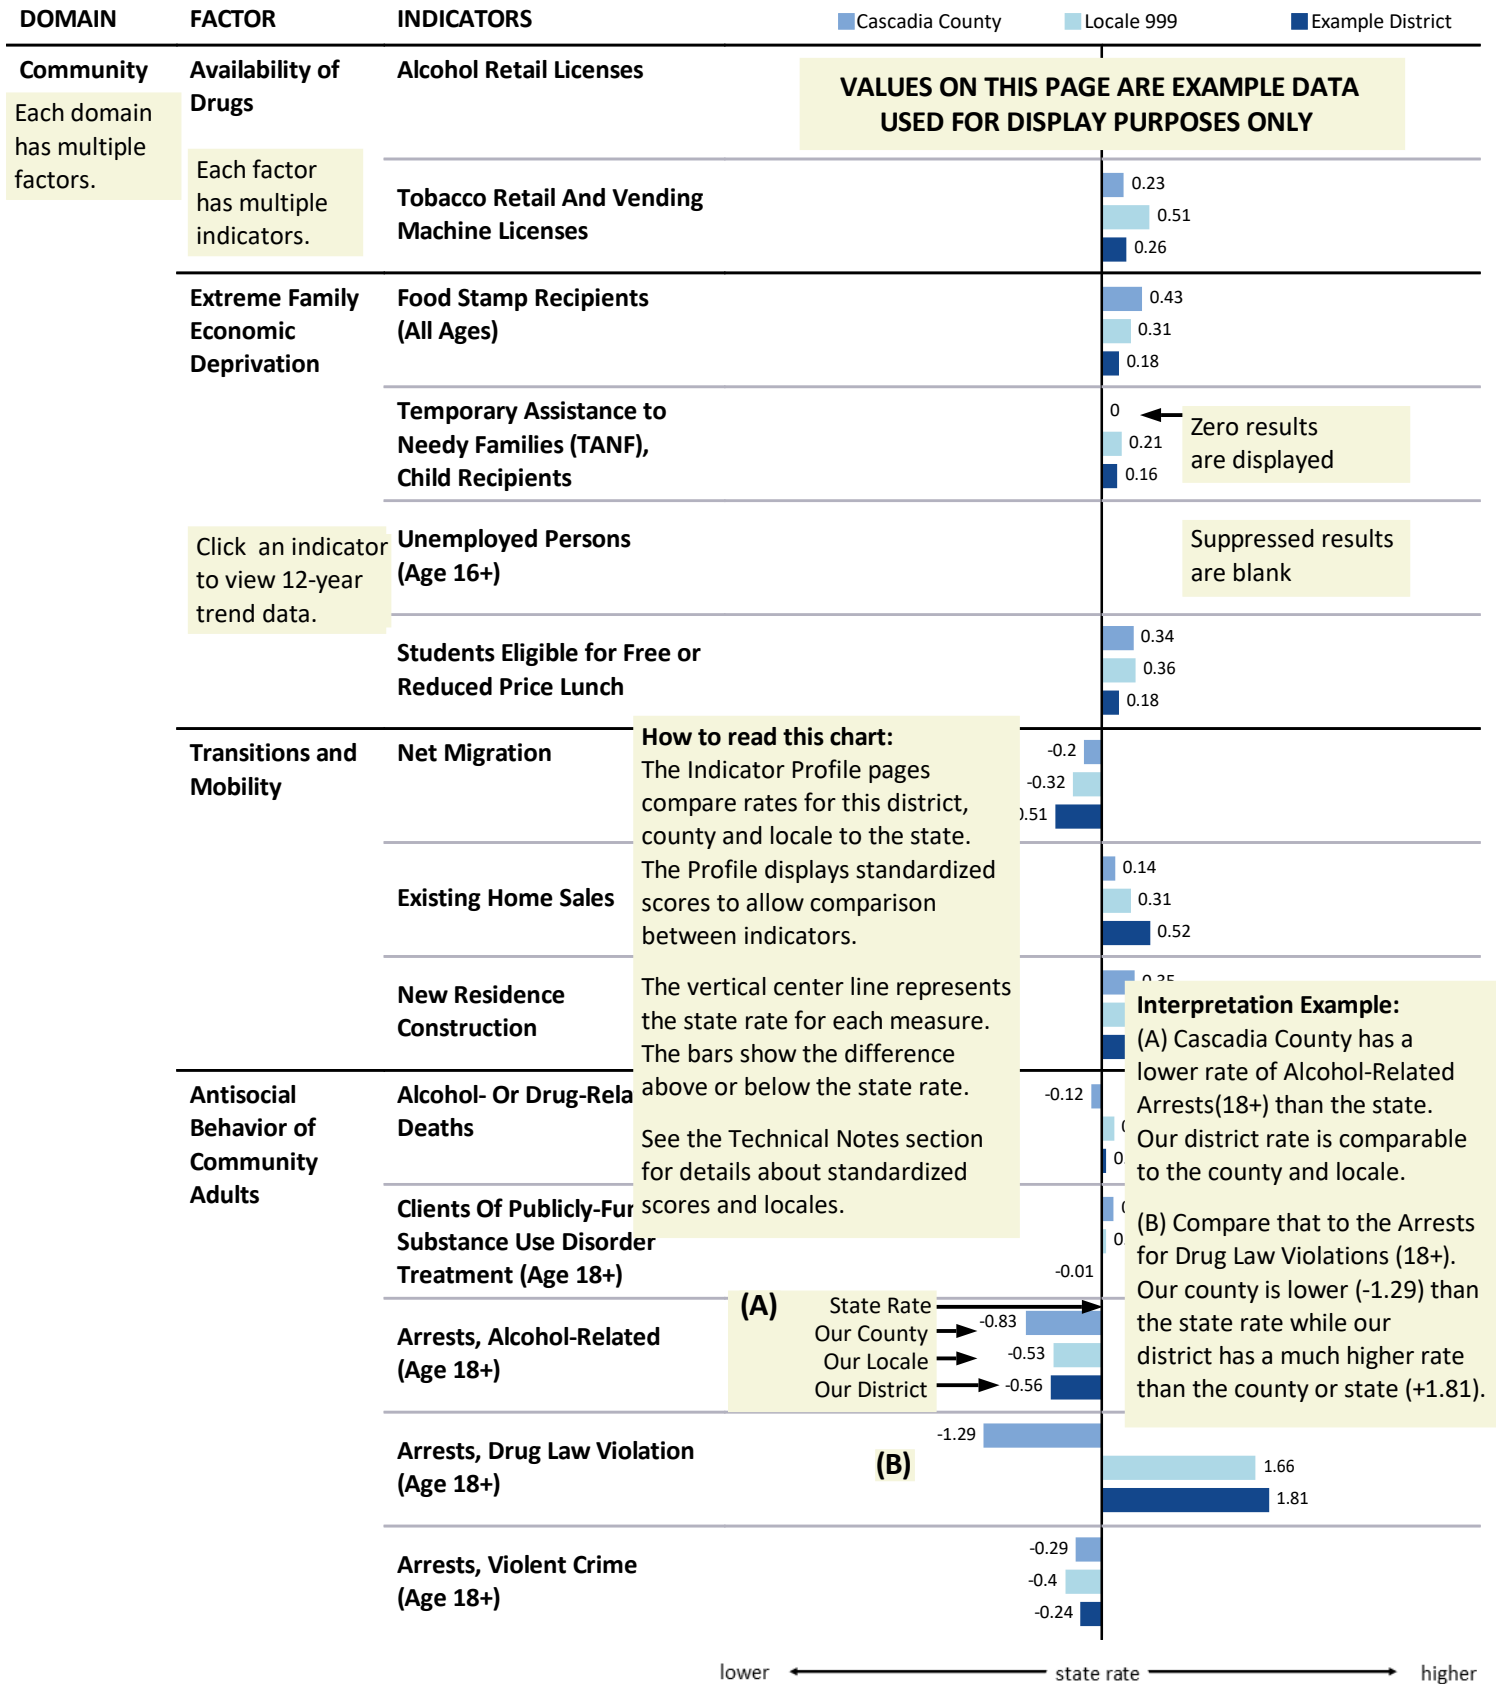 DOMAIN FACTOR INDICATORS Cascadia County Locale 999 Example District
Community
Each domain
has multiple
factors.
Availability of
Drugs
Each factor
has multiple
indicators.
Alcohol Retail Licenses
VALUES ON THIS PAGE ARE EXAMPLE DATA
USED FOR DISPLAY PURPOSES ONLY
Tobacco Retail And Vending
Machine Licenses
0.23
0.51
0.26
Extreme Family
Economic
Deprivation
Food Stamp Recipients
(All Ages)
0.43
0.31
0.18
Temporary Assistance to
Needy Families (TANF),
Child Recipients
0
0.21
0.16
Zero results
are displayed
Click an indicator
to view 12-year
trend data.
Unemployed Persons
(Age 16+)
Suppressed results
are blank
Students Eligible for Free or
Reduced Price Lunch
0.34
0.36
0.18
Transitions and
Mobility
Net Migration
-0.2
-0.32
.51
How to read this chart:
The Indicator Profile pages
compare rates for this district,
county and locale to the state.
The Profile displays standardized
scores to allow comparison
between indicators.
The vertical center line represents
the state rate for each measure.
The bars show the difference
above or below the state rate.
See the Technical Notes section
for details about standardized
scores and locales.
Existing Home Sales
0.14
0.31
0.52
New Residence
Construction
Interpretation Example:
(A) Cascadia County has a
lower rate of Alcohol-Related
Arrests(18+) than the state.
Our district rate is comparable
to the county and locale.
(B) Compare that to the Arrests
for Drug Law Violations (18+).
Our county is lower (-1.29) than
the state rate while our
district has a much higher rate
than the county or state (+1.81).
Antisocial
Behavior of
Community
Adults
Alcohol- Or Drug-Rela
Deaths
-0.12
0.
Clients Of Publicly-Fu
Substance Use Disorder
Treatment (Age 18+)
0.
-0.01
Arrests, Alcohol-Related
(Age 18+)
(A) State Rate
Our County -0.83
Our Locale -0.53
Our District -0.56
Arrests, Drug Law Violation
(Age 18+)
(B)
-1.29
1.66
1.81
Arrests, Violent Crime
(Age 18+)
-0.29
-0.4
-0.24
lower state rate higher